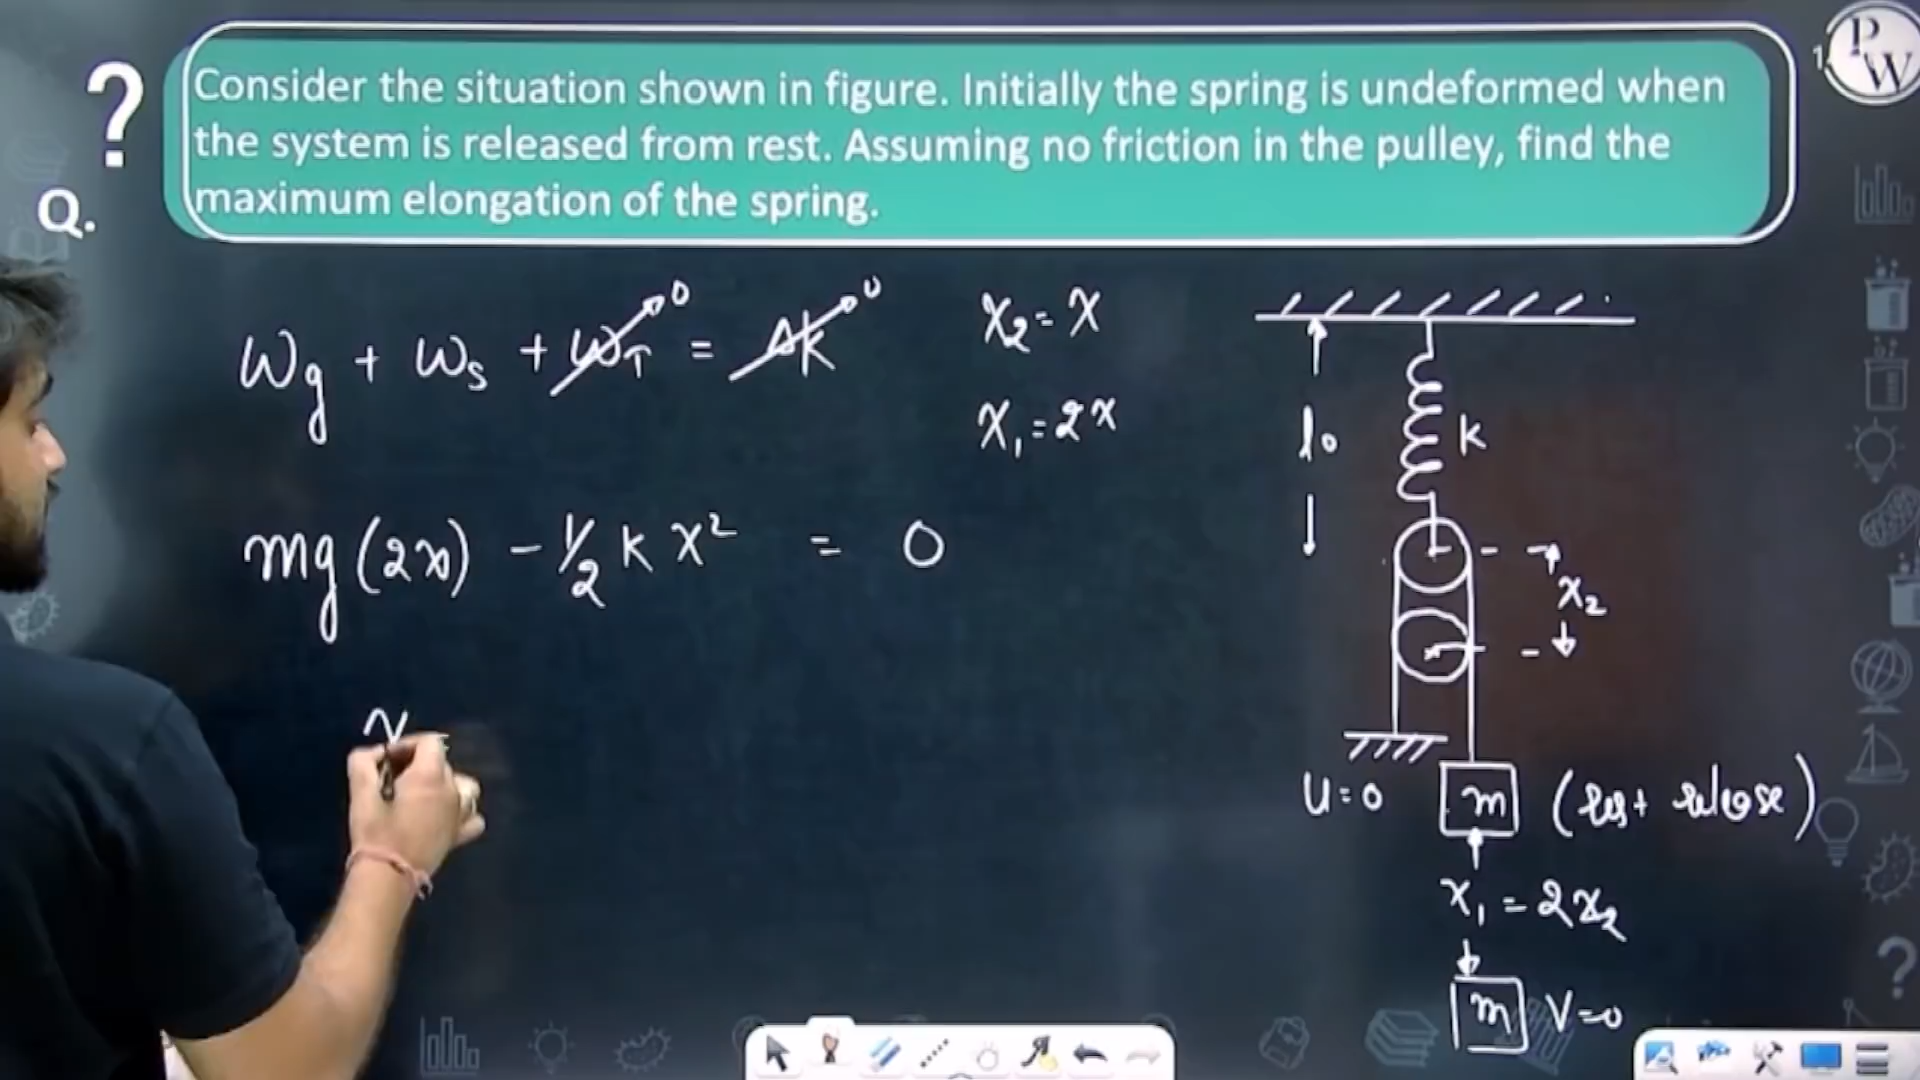 ?
Q.
Consider the situation shown in figure. Initially the spring is undeformed when
the system is released from rest. Assuming no friction in the pulley, find the
maximum elongation of the spring.
P
W
Wg + Ws + WT⁰ = Δk⁰
x₂ = x
x₁ = 2x
mg(2x) - 1/2 k x² = 0
l₀
k
x₂
u=0
m
x₁ = 2x₂
m v=0